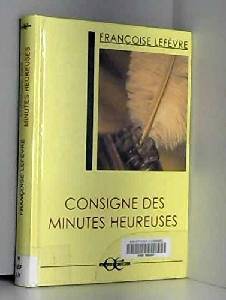 FRANÇOISE LEFÈVRE
CONSIGNE DES
MINUTES HEUREUSES
FRANÇOISE LEFÈVRE MINUTES HEUREUSES